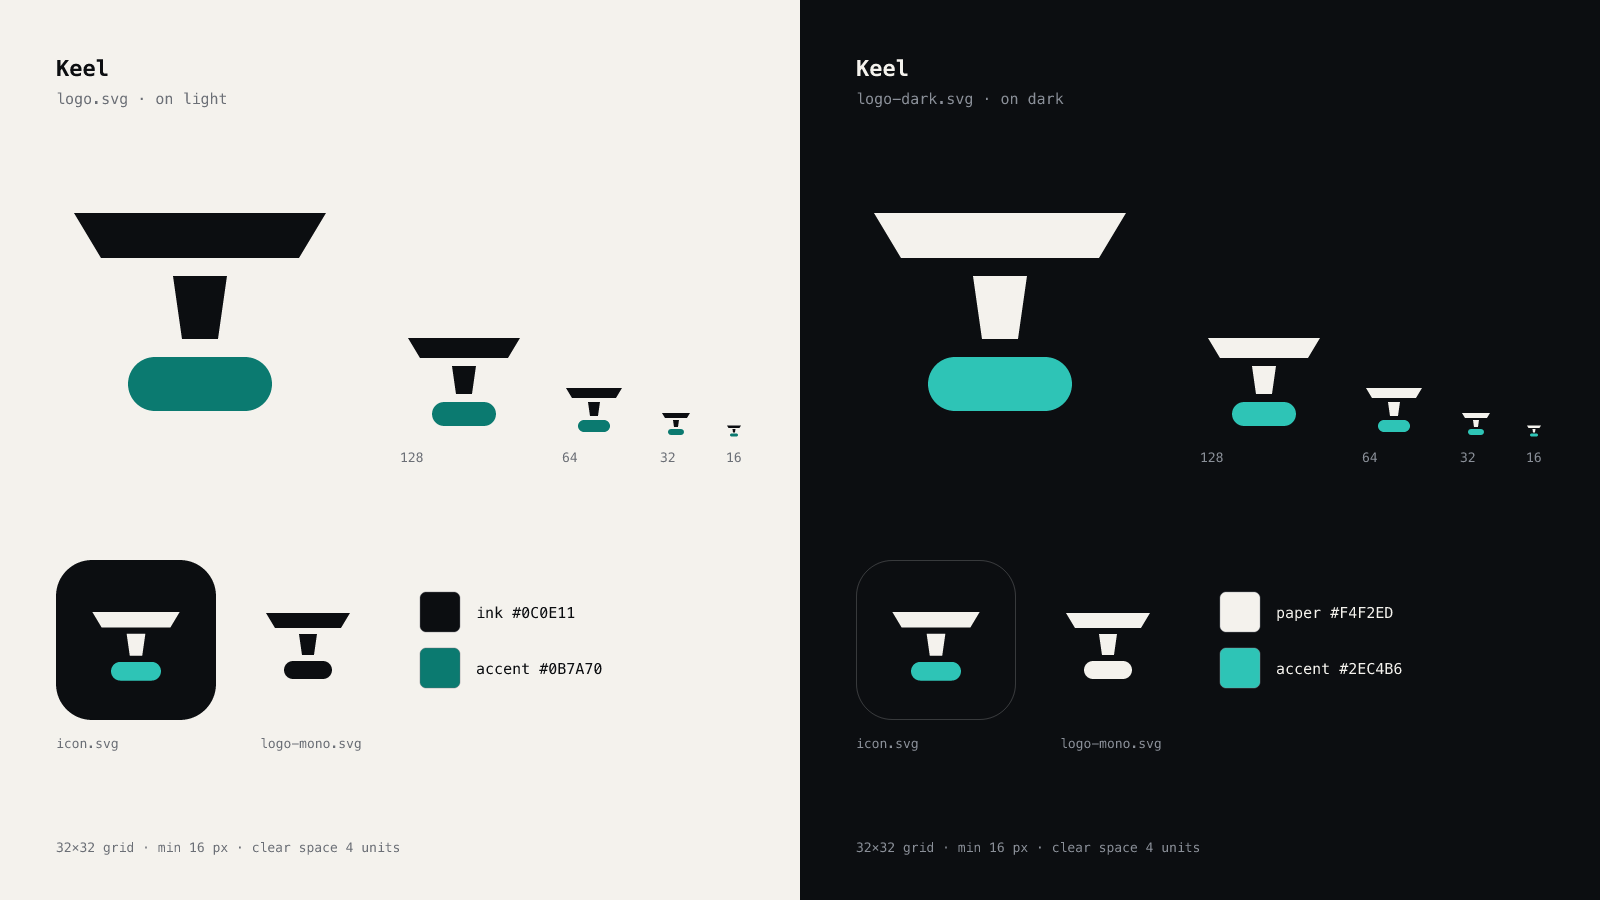 Keel
logo.svg · on light
128 64 32 16
ink #0C0E11
accent #0B7A70
icon.svg logo-mono.svg
32×32 grid · min 16 px · clear space 4 units
Keel
logo-dark.svg · on dark
128 64 32 16
paper #F4F2ED
accent #2EC4B6
icon.svg logo-mono.svg
32×32 grid · min 16 px · clear space 4 units